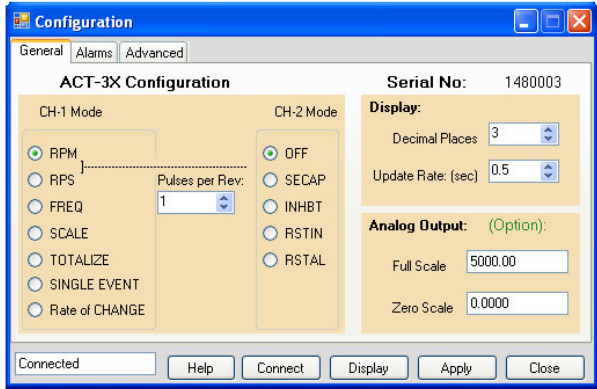 Configuration
General Alarms Advanced
ACT-3X Configuration
Serial No: 1480003
CH-1 Mode
CH-2 Mode
RPM
RPS
FREQ
SCALE
TOTALIZE
SINGLE EVENT
Rate of CHANGE
Pulses per Rev:
1
OFF
SECAP
INHBT
RSTIN
RSTAL
Display:
Decimal Places 3
Update Rate: (sec) 0.5
Analog Output: (Option):
Full Scale 5000.00
Zero Scale 0.0000
Connected Help Connect Display Apply Close